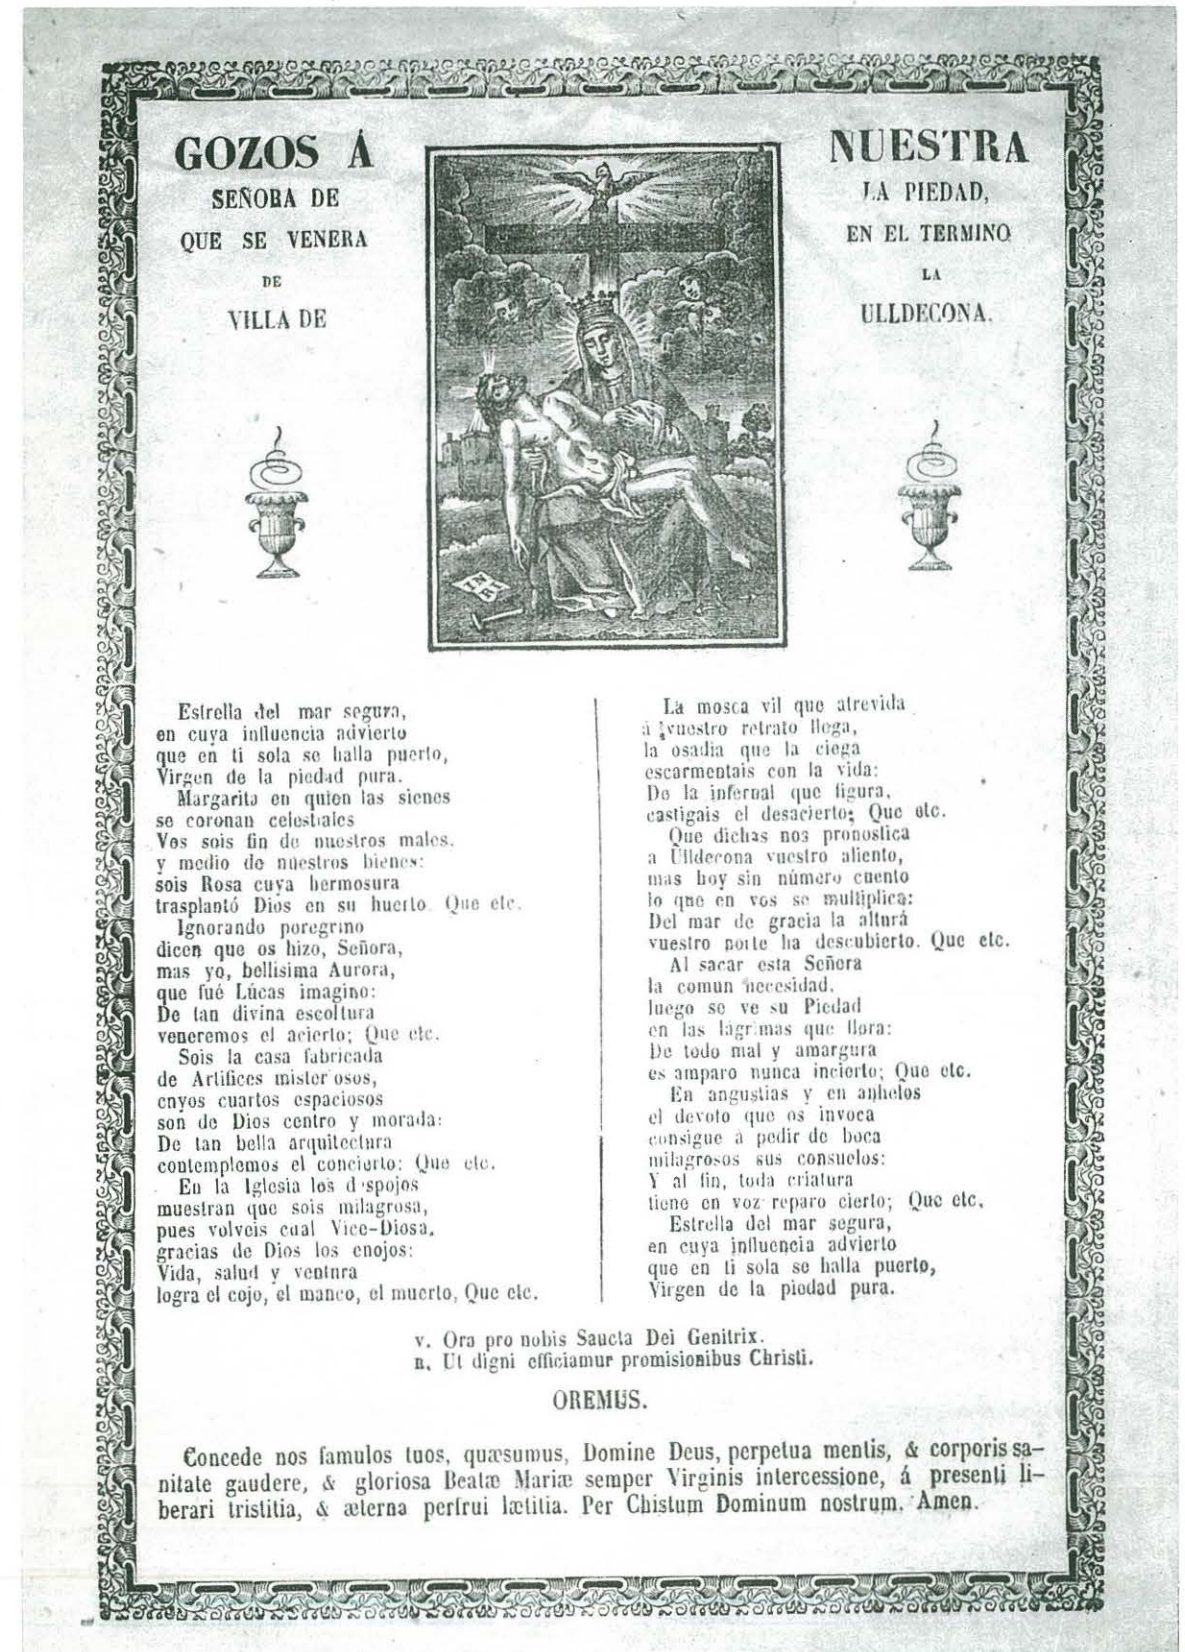 GOZOS Á NUESTRA
SEÑORA DE LA PIEDAD,
QUE SE VENERA EN EL TERMINO
DE LA
VILLA DE ULLDECONA.
Estrella del mar segura,
en cuya influencia advierto
que en ti sola se halla puerto,
Virgen de la piedad pura.
Margarita en quien las sienes
se coronan celestiales
Vos sois fin de nuestros males.
y medio de nuestros bienes:
sois Rosa cuya hermosura
trasplantó Dios en su huerto. Que etc.
Ignorando peregrino
dicen que os hizo, Señora,
mas yo, bellisima Aurora,
que fué Lúcas imagino:
De tan divina escoltura
veneremos el acierto; Que etc.
Sois la casa fabricada
de Artifices mister osos,
cnyos cuartos espaciosos
son de Dios centro y morada:
De tan bella arquitectura
contemplemos el concierto: Que etc.
En la Iglesia los d spojos
muestran que sois milagrosa,
pues volveis cual Vice-Diosa,
gracias de Dios los enojos:
Vida, salud y ventura
logra el cojo, el manco, el muerto, Que etc.
La mosca vil que atrevida
á vuestro retrato llega,
la osadia que la ciega
escarmentais con la vida:
De la infernal que figura,
castigais el desacierto; Que etc.
Que dichas nos pronostica
a Ulldecona vuestro aliento,
mas hoy sin número cuento
lo que en vos se multiplica:
Del mar de gracia la alturá
vuestro norte ha descubierto. Que etc.
Al sacar esta Señora
la comun necesidad,
luego se ve su Piedad
en las lágrimas que llora:
De todo mal y amargura
es amparo nunca incierto; Que etc.
En angustias y en anhelos
el devoto que os invoca
consigue á pedir de boca
milagrosos sus consuelos:
Y al fin, toda criatura
tiene en voz reparo cierto; Que etc.
Estrella del mar segura,
en cuya influencia advierto
que en ti sola se halla puerto,
Virgen de la piedad pura.
v. Ora pro nobis Saucta Dei Genitrix.
R. Ut digni efficiamur promisionibus Christi.
OREMUS.
Concede nos famulos tuos, quæsumus, Domine Deus, perpetua mentis, & corporis sa-
nitate gaudere, & gloriosa Beatæ Mariæ semper Virginis intercessione, á presenti li-
berari tristitia, & æterna perfrui lætitia. Per Chistum Dominum nostrum. Amen.